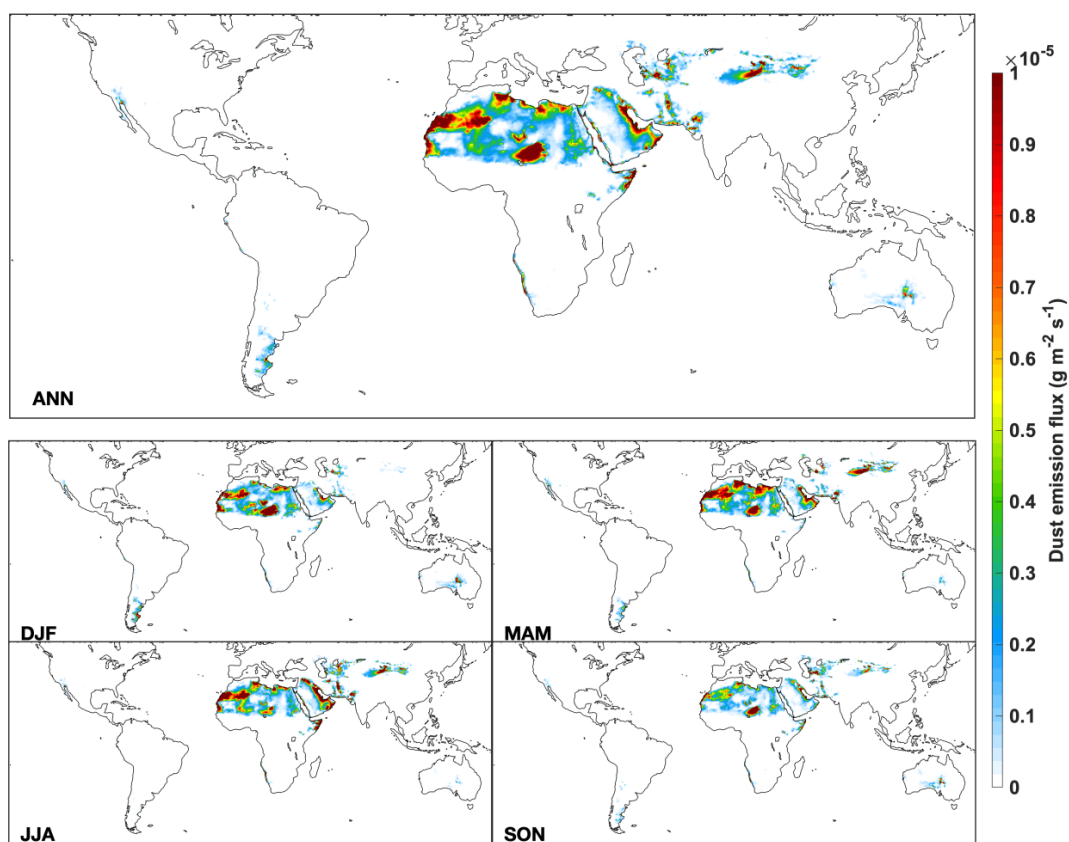 ×10⁻⁵
1
0.9
0.8
0.7
0.6
0.5
0.4
0.3
0.2
0.1
0
Dust emission flux (g m⁻² s⁻¹)
ANN
DJF
MAM
JJA
SON